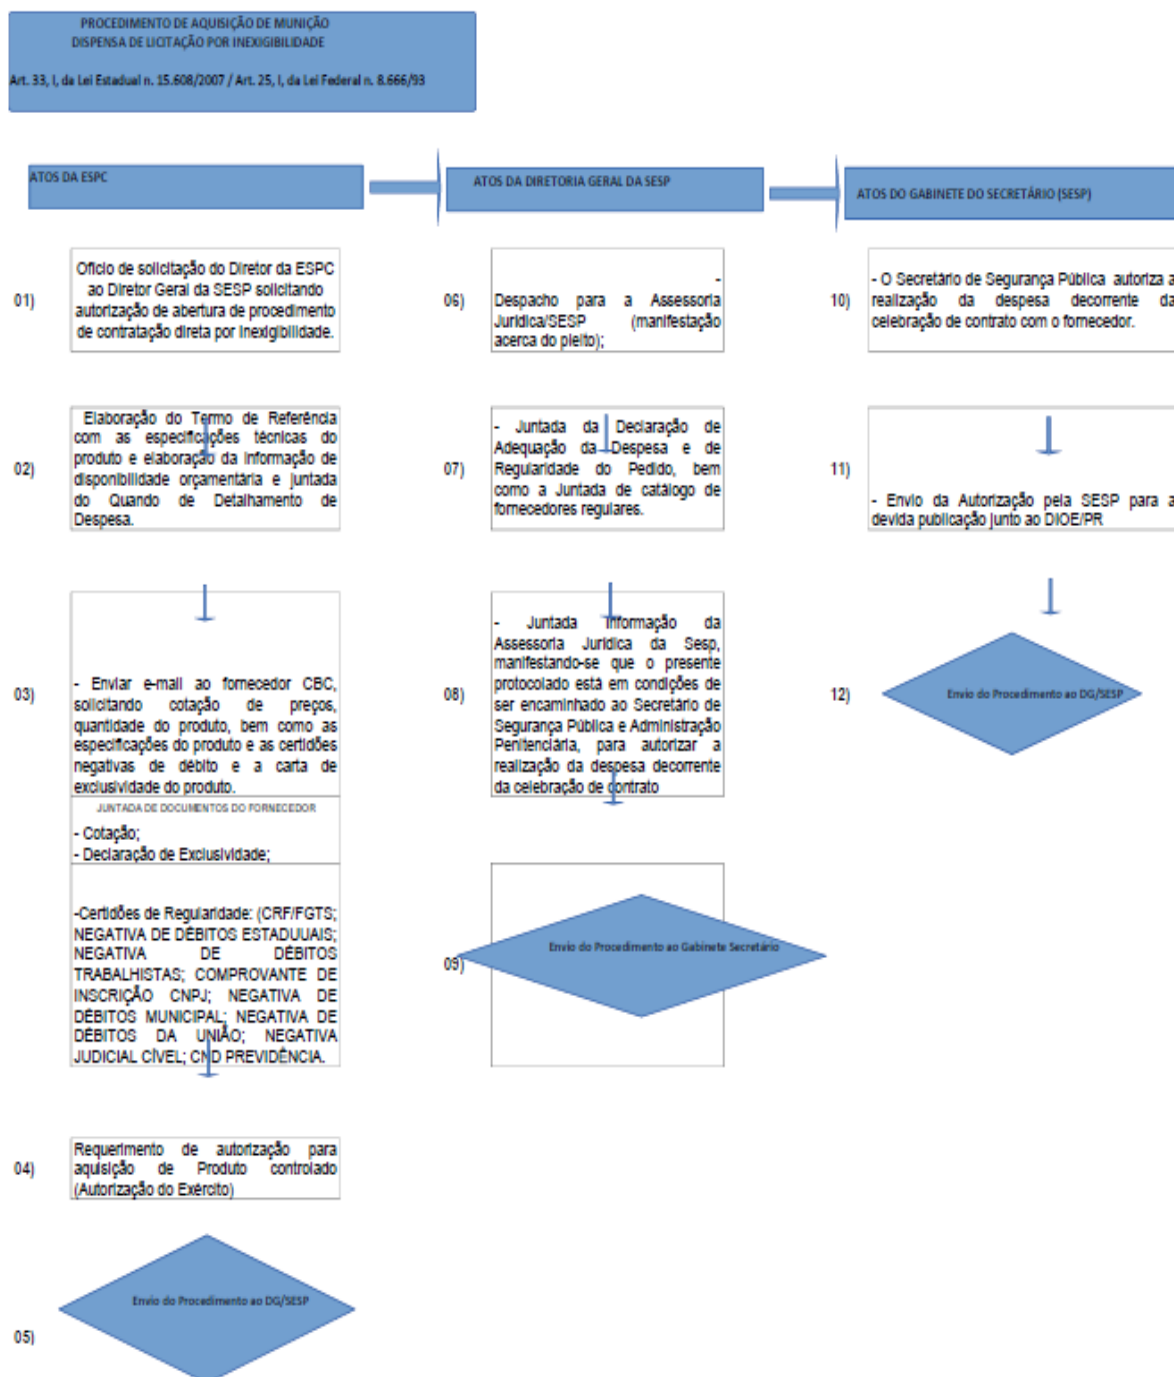 PROCEDIMENTO DE AQUISIÇÃO DE MUNIÇÃO
DISPENSA DE LICITAÇÃO POR INEXIGIBILIDADE
Art. 33, I, da Lei Estadual n. 15.608/2007 / Art. 25, I, da Lei Federal n. 8.666/93
ATOS DA ESPC
01)
Ofício de solicitação do Diretor da ESPC
ao Diretor Geral da SESP solicitando
autorização de abertura de procedimento
de contratação direta por Inexigibilidade.
02)
Elaboração do Termo de Referência
com as especificações técnicas do
produto e elaboração da Informação de
disponibilidade orçamentária e juntada
do Quando de Detalhamento de
Despesa.
03)
- Enviar e-mail ao fornecedor CBC,
solicitando cotação de preços,
quantidade do produto, bem como as
especificações do produto e as certidões
negativas de débito e a carta de
exclusividade do produto.
JUNTADA DE DOCUMENTOS DO FORNECEDOR
- Cotação;
- Declaração de Exclusividade;
-Certidões de Regularidade: (CRF/FGTS;
NEGATIVA DE DÉBITOS ESTADUUAIS;
NEGATIVA DE DÉBITOS
TRABALHISTAS; COMPROVANTE DE
INSCRIÇÃO CNPJ; NEGATIVA DE
DÉBITOS MUNICIPAL; NEGATIVA DE
DÉBITOS DA UNIÃO; NEGATIVA
JUDICIAL CÍVEL; CND PREVIDÊNCIA.
04)
Requerimento de autorização para
aquisição de Produto controlado
(Autorização do Exército)
05)
Envio do Procedimento ao DG/SESP
ATOS DA DIRETORIA GERAL DA SESP
06)
-
Despacho para a Assessoria
Jurídica/SESP (manifestação
acerca do pleito);
07)
- Juntada da Declaração de
Adequação da Despesa e de
Regularidade do Pedido, bem
como a Juntada de catálogo de
fornecedores regulares.
08)
- Juntada Informação da
Assessoria Jurídica da Sesp,
manifestando-se que o presente
protocolado está em condições de
ser encaminhado ao Secretário de
Segurança Pública e Administração
Penitenciária, para autorizar a
realização da despesa decorrente
da celebração de contrato
09)
Envio do Procedimento ao Gabinete Secretário
ATOS DO GABINETE DO SECRETÁRIO (SESP)
10)
- O Secretário de Segurança Pública autoriza a
realização da despesa decorrente da
celebração de contrato com o fornecedor.
11)
- Envio da Autorização pela SESP para a
devida publicação junto ao DIOE/PR
12)
Envio do Procedimento ao DG/SESP